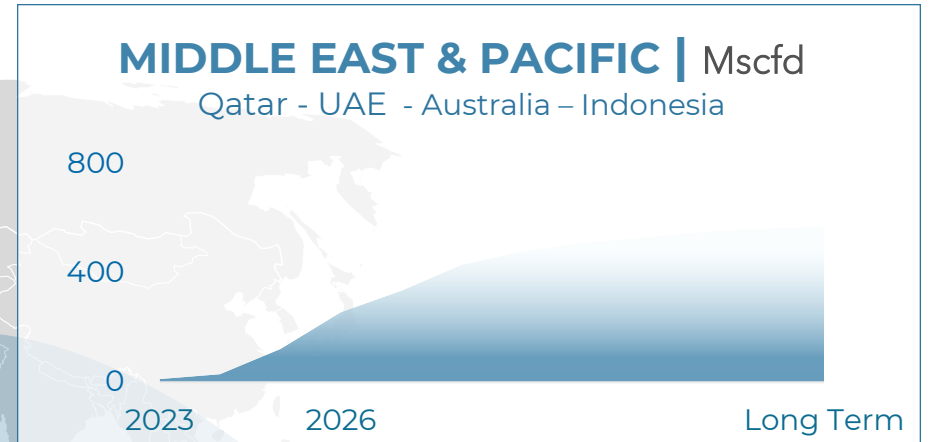 MIDDLE EAST & PACIFIC | Mscfd
Qatar - UAE - Australia – Indonesia
800
400
0
2023 2026 Long Term